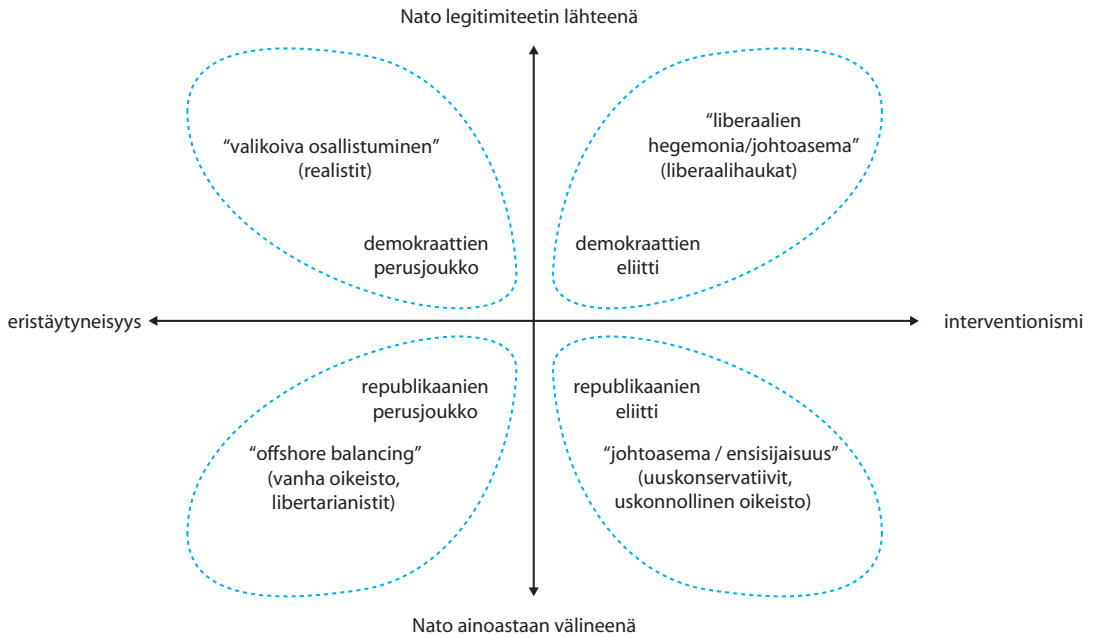 Nato legitimiteetin lähteenä
“valikoiva osallistuminen”
(realistit)
demokraattien
perusjoukko
“liberaalien
hegemonia/johtoasema”
(liberaalihaukat)
demokraattien
eliitti
eristäytyneisyys
interventionismi
republikaanien
perusjoukko
“offshore balancing”
(vanha oikeisto,
libertarianistit)
republikaanien
eliitti
“johtoasema / ensisijaisuus”
(uuskonservatiivit,
uskonnollinen oikeisto)
Nato ainoastaan välineenä